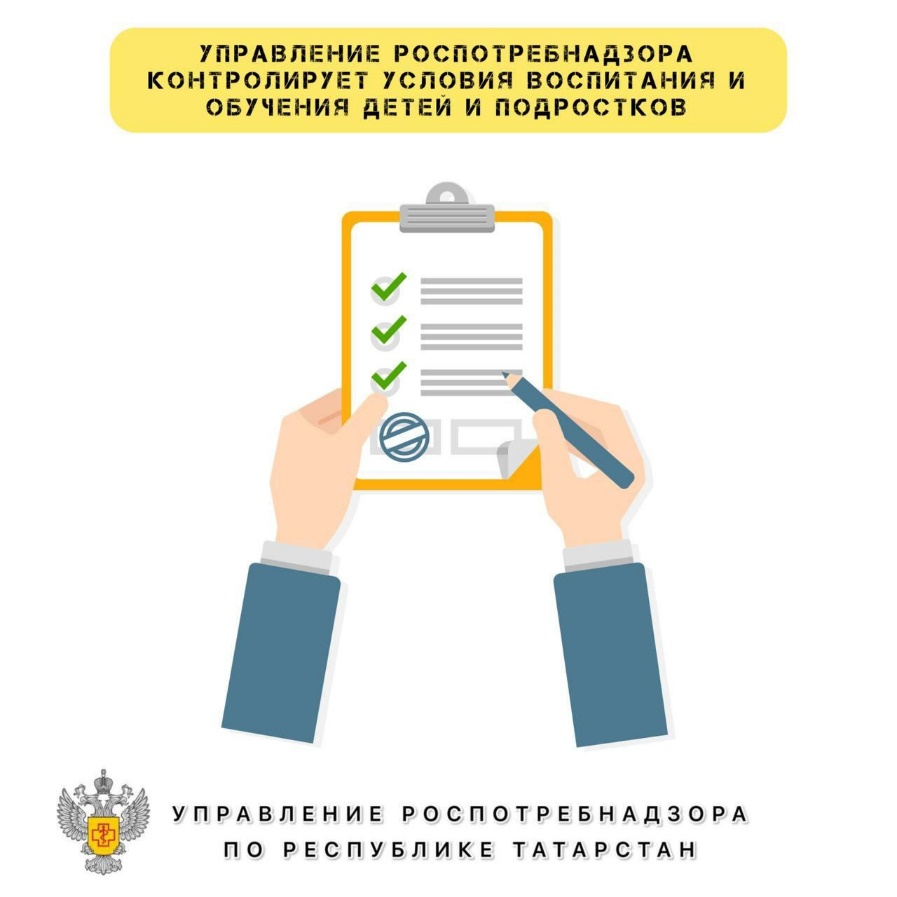 УПРАВЛЕНИЕ РОСПОТРЕБНАДЗОРА
КОНТРОЛИРУЕТ УСЛОВИЯ ВОСПИТАНИЯ И
ОБУЧЕНИЯ ДЕТЕЙ И ПОДРОСТКОВ
УПРАВЛЕНИЕ РОСПОТРЕБНАДЗОРА
ПО РЕСПУБЛИКЕ ТАТАРСТАН